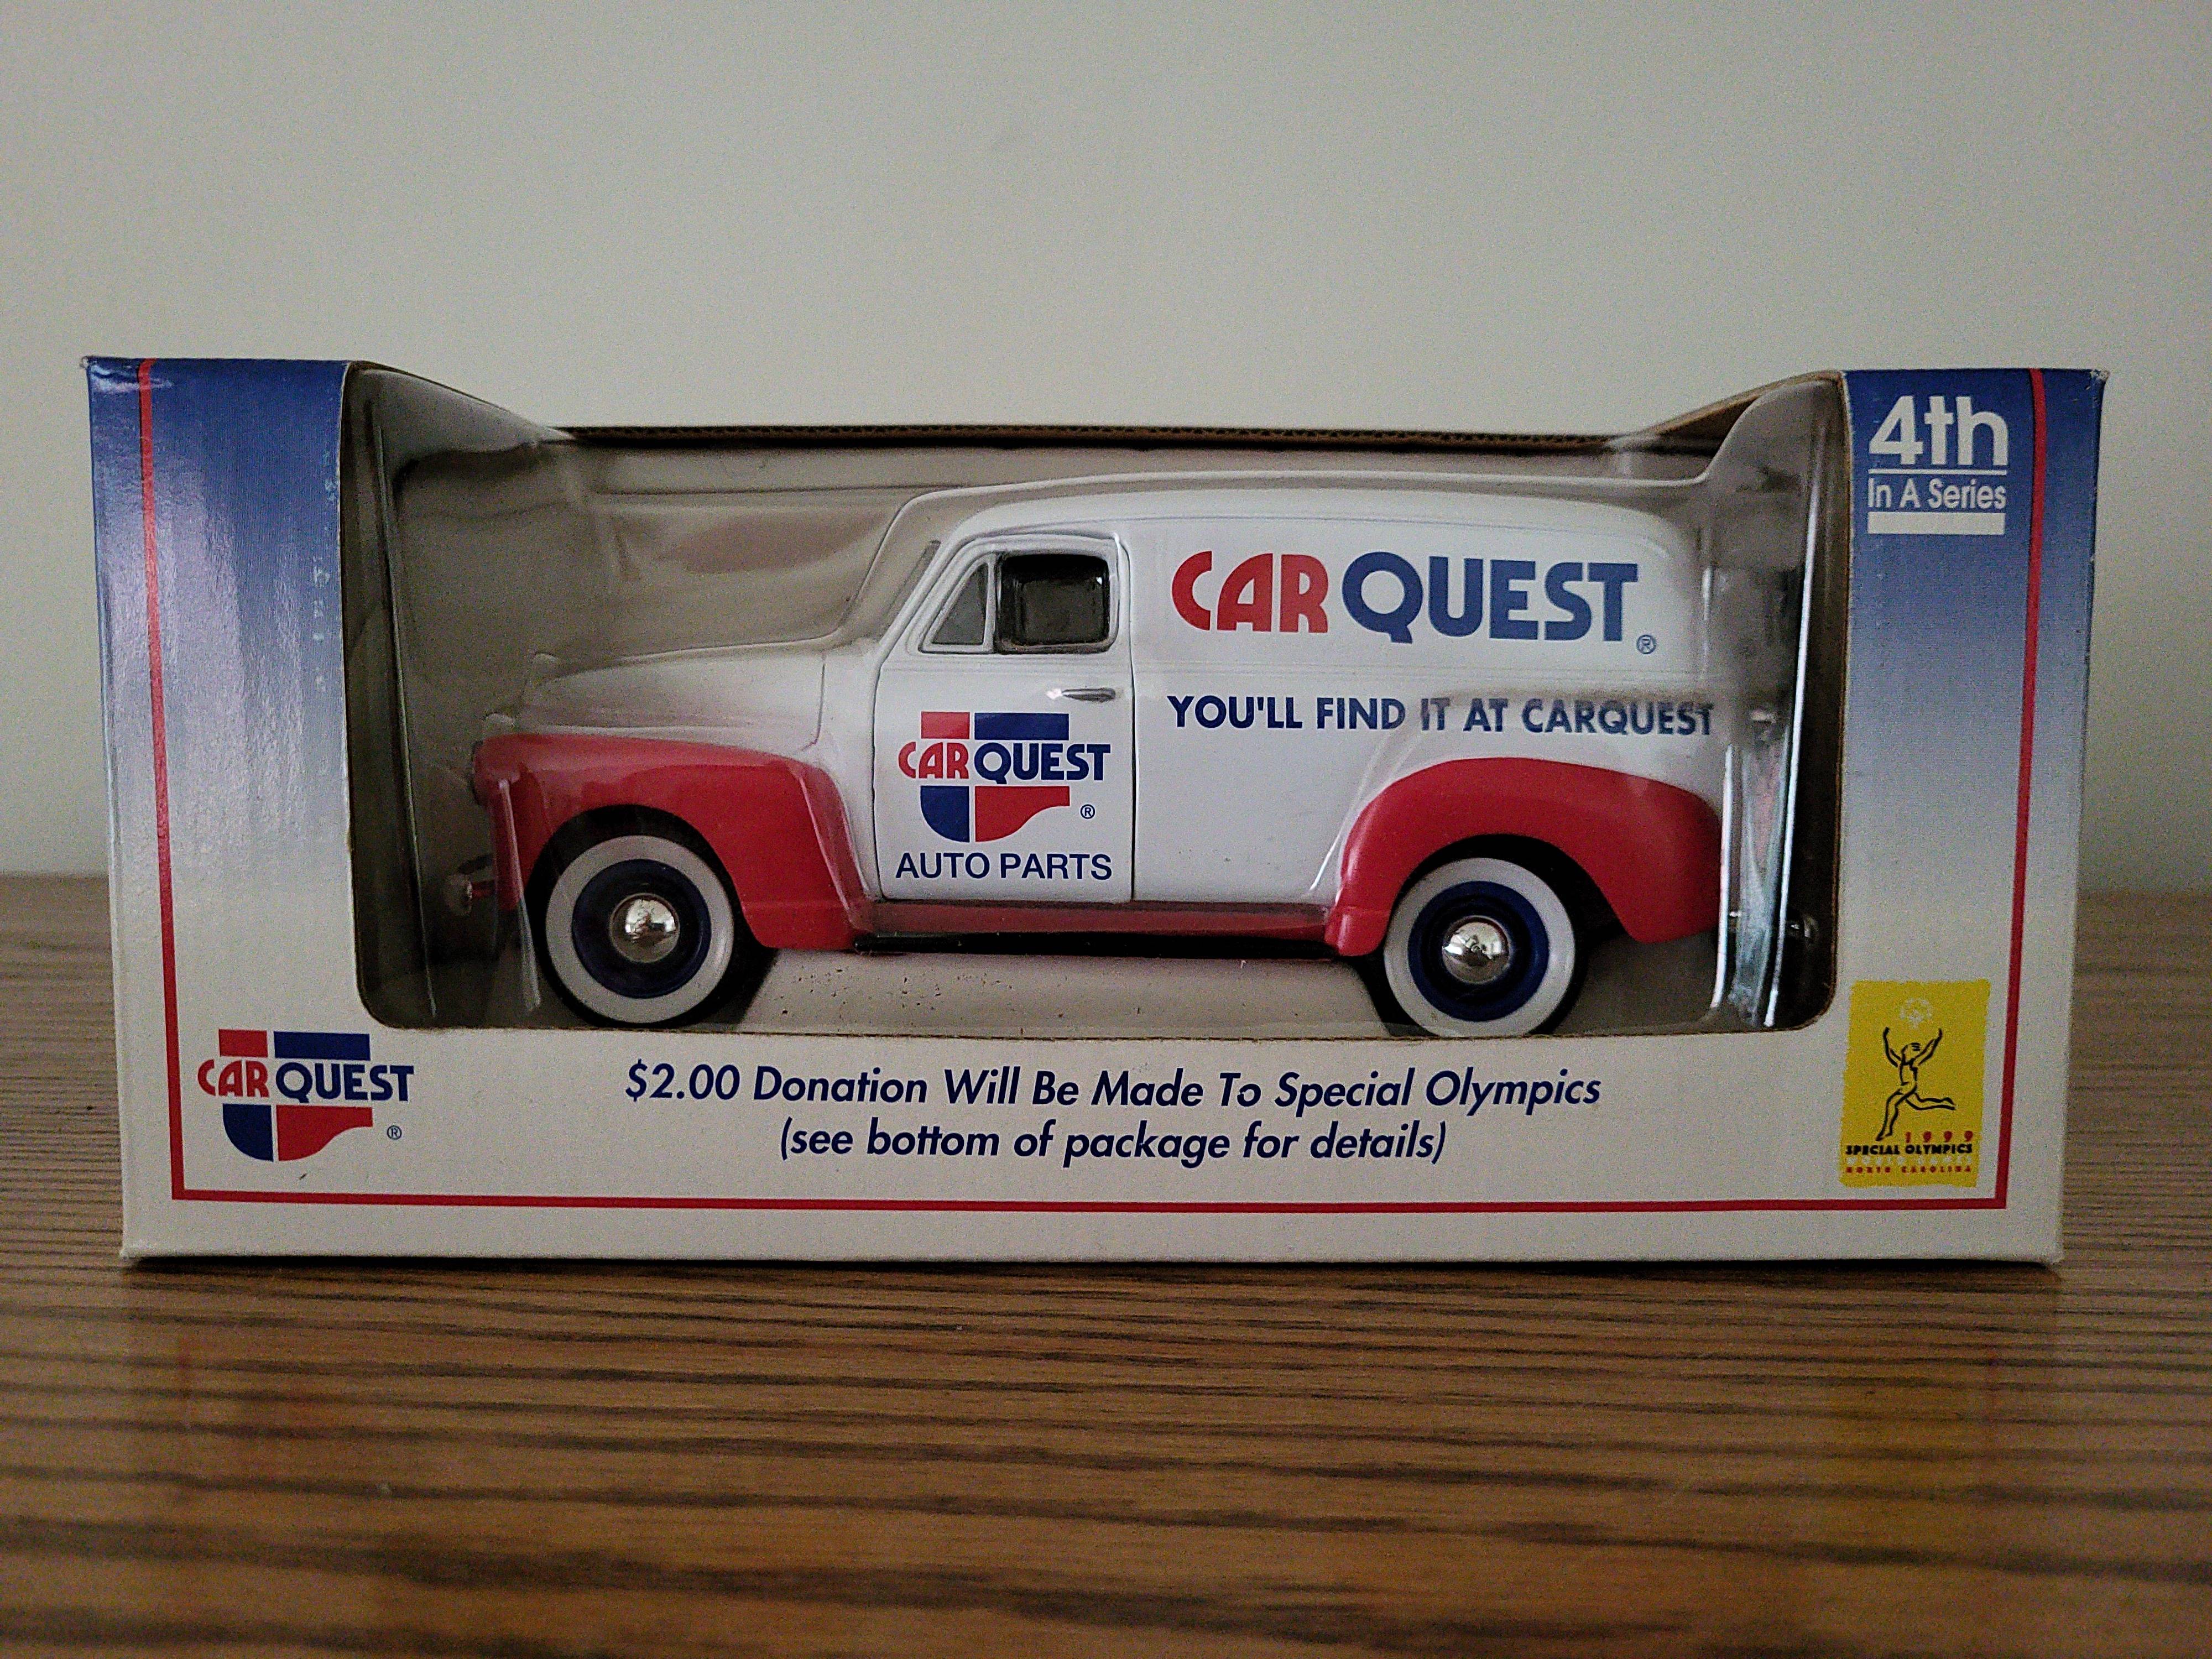 4th
In A Series
CARQUEST®
YOU'LL FIND IT AT CARQUEST
CARQUEST
®
AUTO PARTS
CARQUEST
®
$2.00 Donation Will Be Made To Special Olympics
(see bottom of package for details)
1999
SPECIAL OLYMPICS
NORTH CAROLINA